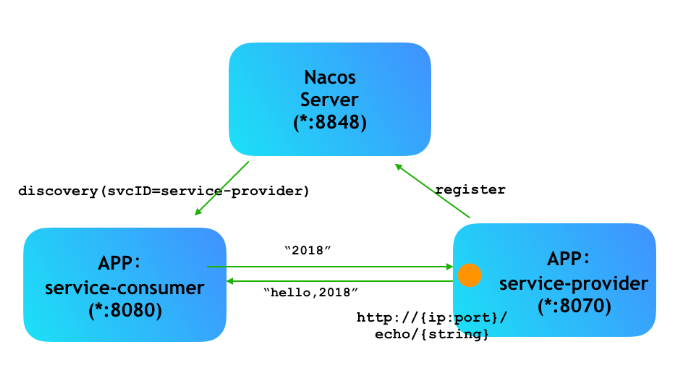 Nacos
Server
(*:8848)
discovery(svcID=service-provider)
register
APP：
service-consumer
(*:8080)
“2018”
“hello,2018”
APP：
service-provider
(*:8070)
http://{ip:port}/
echo/{string}